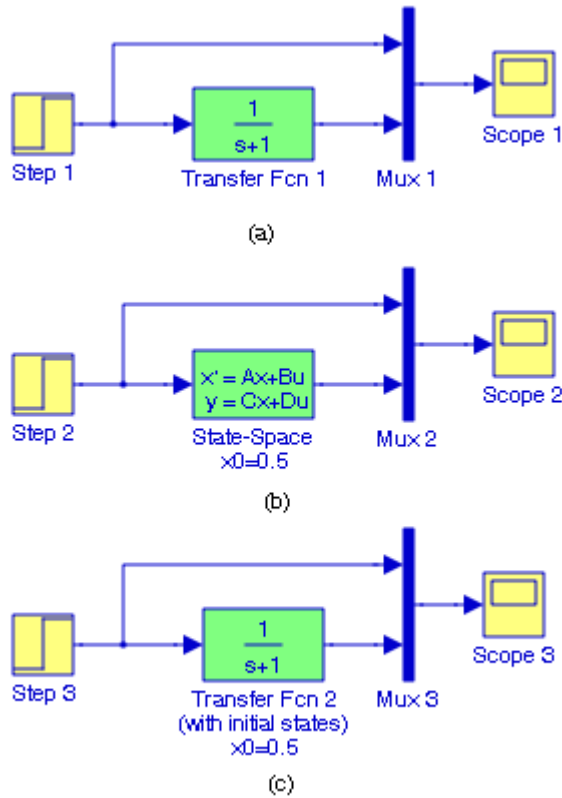 1
s+1
Step 1
Transfer Fcn 1
Mux 1
Scope 1
(a)
x' = Ax+Bu
y = Cx+Du
Step 2
State-Space
x0=0.5
Mux 2
Scope 2
(b)
1
s+1
Step 3
Transfer Fcn 2
(with initial states)
x0=0.5
Mux 3
Scope 3
(c)